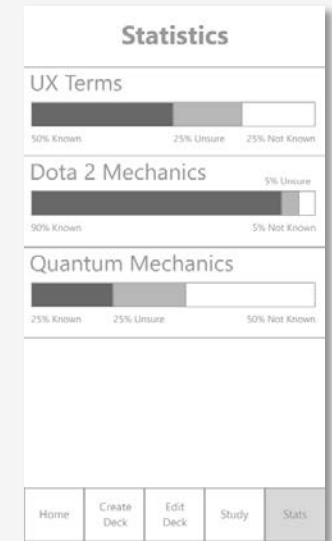 Statistics
UX Terms
50% Known 25% Unsure 25% Not Known
Dota 2 Mechanics
5% Unsure
90% Known 5% Not Known
Quantum Mechanics
25% Known 25% Unsure 50% Not Known
Home Create Deck Edit Deck Study Stats